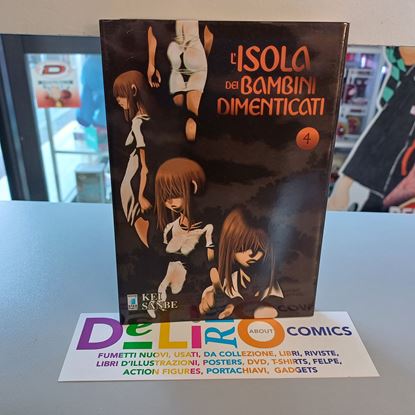 L'ISOLA
DEI BAMBINI
DIMENTICATI
4
KEI
SANBE
DELIRIO ABOUT COMICS
FUMETTI NUOVI, USATI, DA COLLEZIONE, LIBRI, RIVISTE,
LIBRI D'ILLUSTRAZIONI, POSTERS, DVD, T-SHIRTS, FELPE,
ACTION FIGURES, PORTACHIAVI, GADGETS